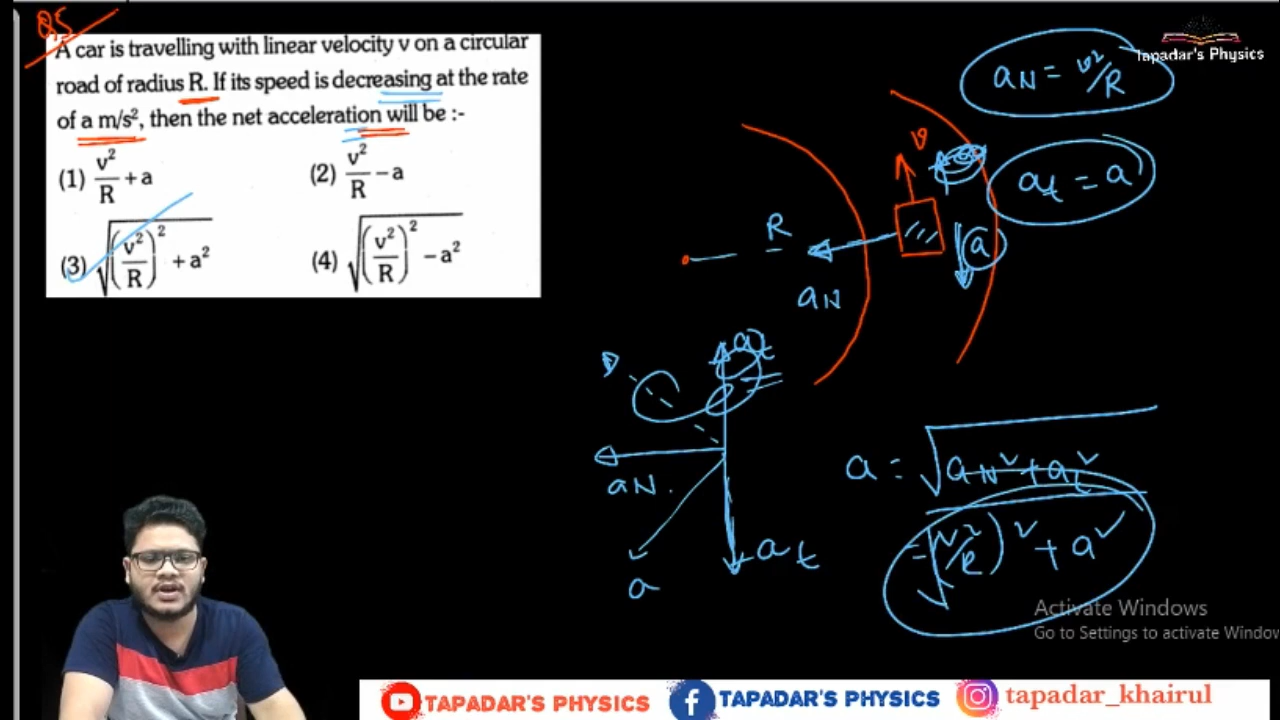 Q5
A car is travelling with linear velocity v on a circular
road of radius R. If its speed is decreasing at the rate
of a m/s², then the net acceleration will be :-
(1) v²/R + a
(2) v²/R − a
(3) √((v²/R)² + a²)
(4) √((v²/R)² − a²)
Tapadar's Physics
aN = v²/R
at = a
v
R
a
aN
at
aN
at
a
a = √(aN² + at²)
= √((v²/R)² + a²)
Activate Windows
Go to Settings to activate Window
TAPADAR'S PHYSICS
TAPADAR'S PHYSICS
tapadar_khairul